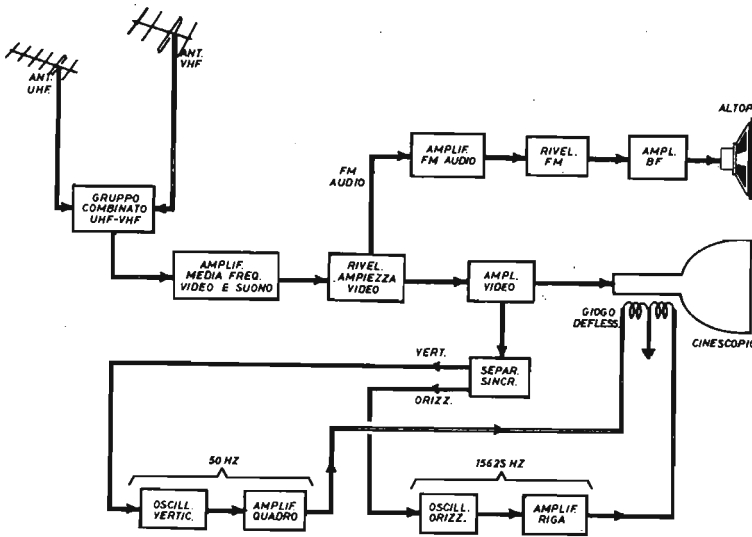 ANT.
UHF.
ANT.
VHF
GRUPPO
COMBINATO
UHF-VHF
FM
AUDIO
AMPLIF.
FM AUDIO
RIVEL.
FM
AMPL.
BF
ALTOP
AMPLIF.
MEDIA FREQ.
VIDEO E SUONO
RIVEL.
AMPIEZZA
VIDEO
AMPL.
VIDEO
GIOGO
DEFLESS.
CINESCOPIO
VERT.
SEPAR.
SINCR.
ORIZZ.
50 HZ
15625 HZ
OSCILL.
VERTIC.
AMPLIF.
QUADRO
OSCILL.
ORIZZ.
AMPLIF.
RIGA